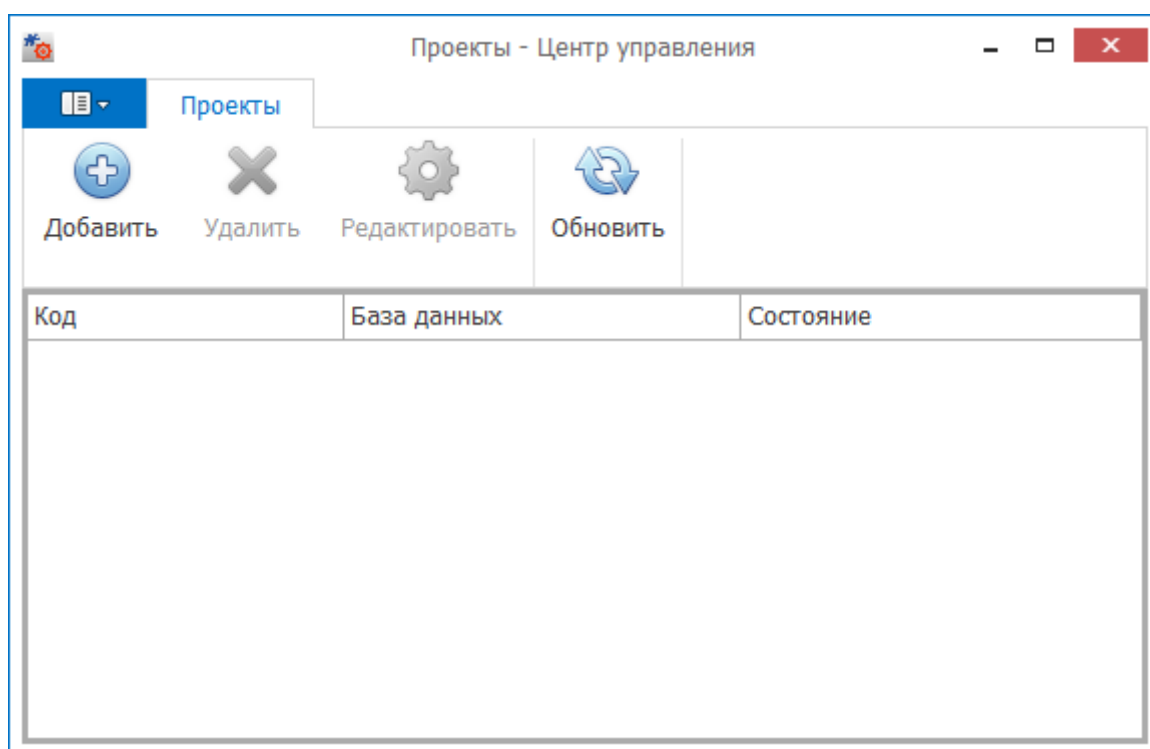 Проекты - Центр управления
Проекты
Добавить Удалить Редактировать Обновить
Код База данных Состояние